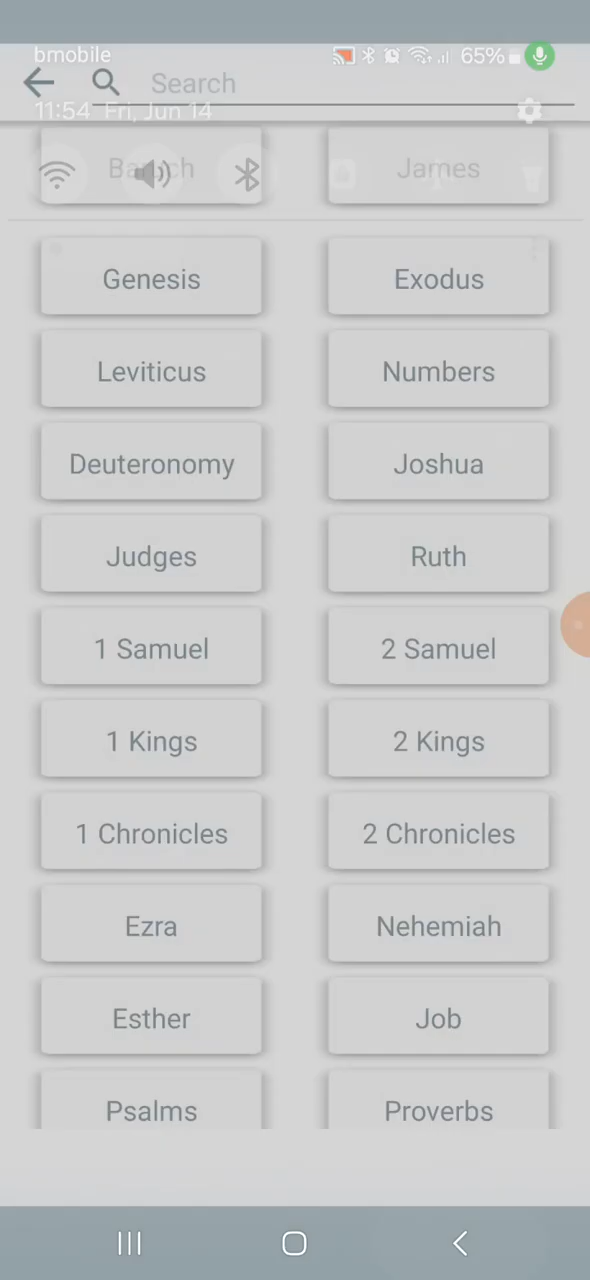 bmobile 65%
Search
11:54 Fri, Jun 14
Baruch James
Genesis Exodus
Leviticus Numbers
Deuteronomy Joshua
Judges Ruth
1 Samuel 2 Samuel
1 Kings 2 Kings
1 Chronicles 2 Chronicles
Ezra Nehemiah
Esther Job
Psalms Proverbs